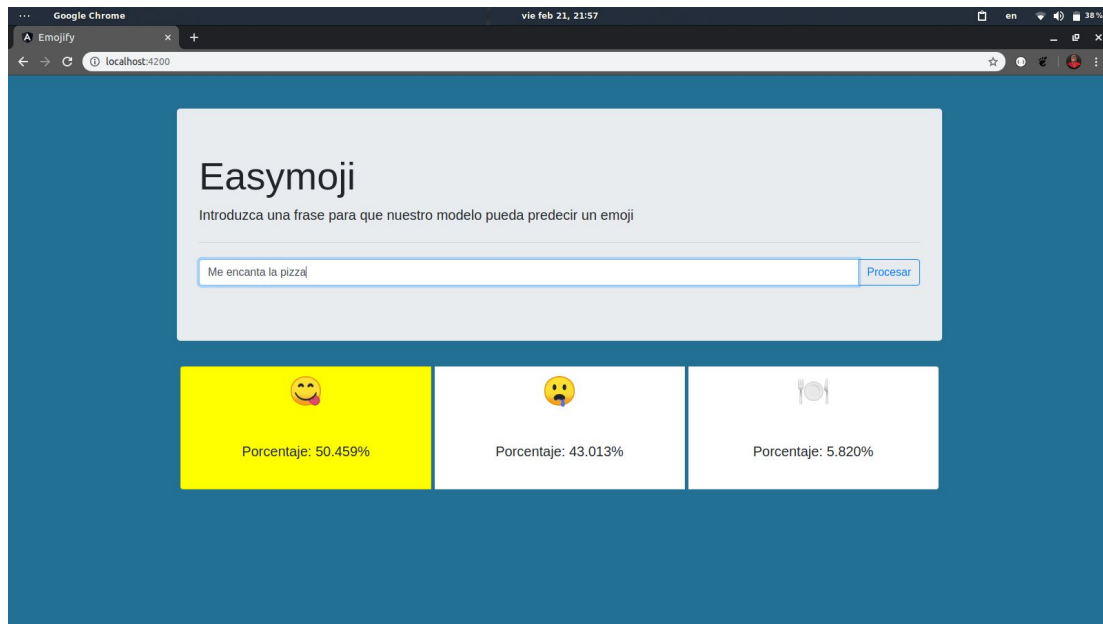 Google Chrome vie feb 21, 21:57 en 38%
Emojify
localhost:4200
Easymoji
Introduzca una frase para que nuestro modelo pueda predecir un emoji
Me encanta la pizza Procesar
Porcentaje: 50.459% Porcentaje: 43.013% Porcentaje: 5.820%